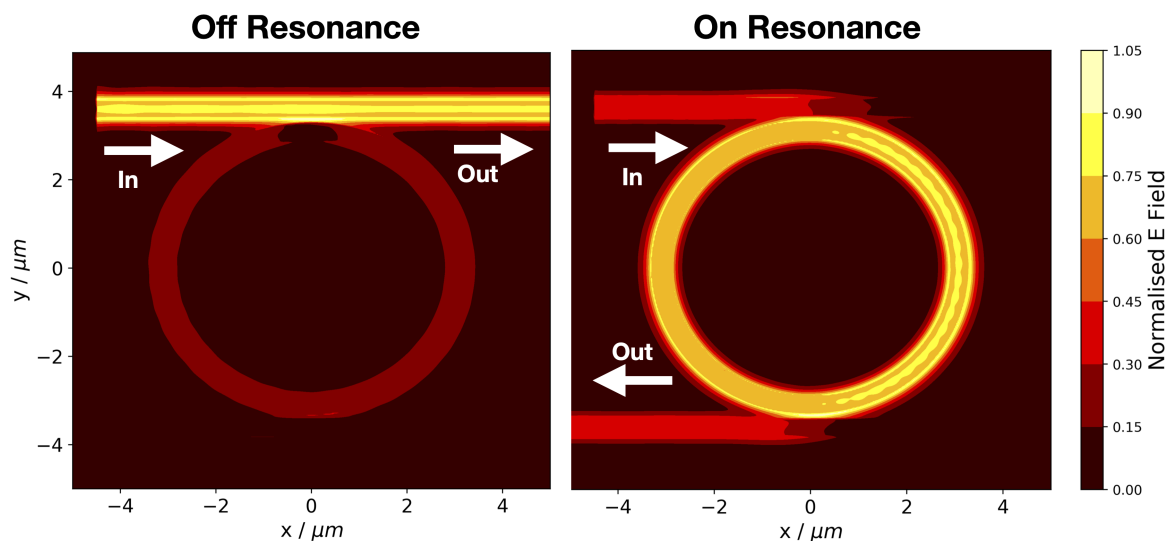 Off Resonance
On Resonance
In
Out
In
Out
4
2
0
−2
−4
y / μm
−4
−2
0
2
4
x / μm
−4
−2
0
2
4
x / μm
1.05
0.90
0.75
0.60
0.45
0.30
0.15
0.00
Normalised E Field